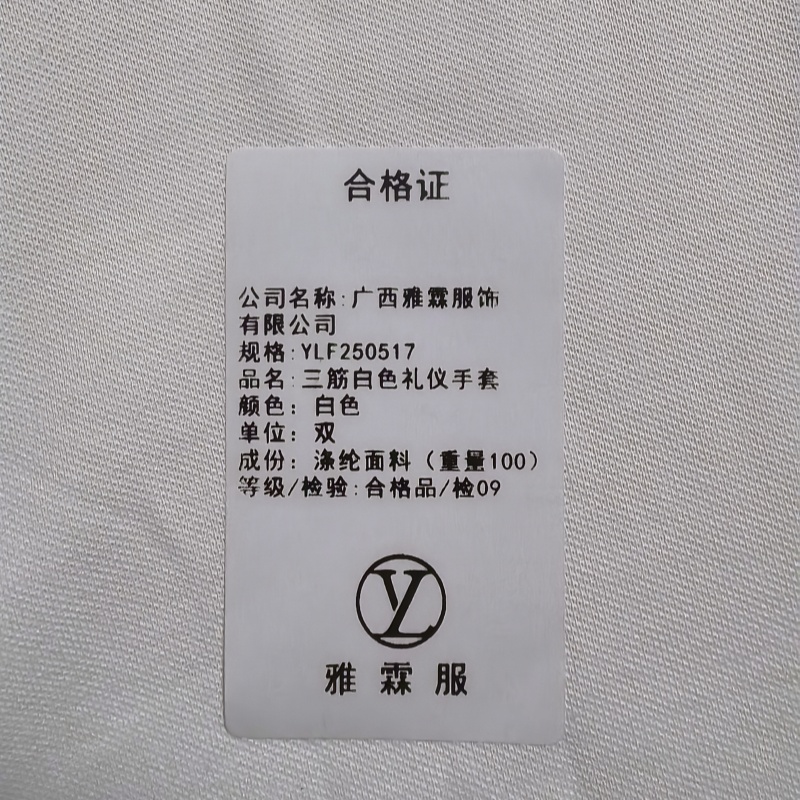 合格证
公司名称:广西雅霖服饰
有限公司
规格:YLF250517
品名:三筋白色礼仪手套
颜色：白色
单位：双
成份：涤纶面料（重量100）
等级/检验:合格品/检09
YL
雅霖服